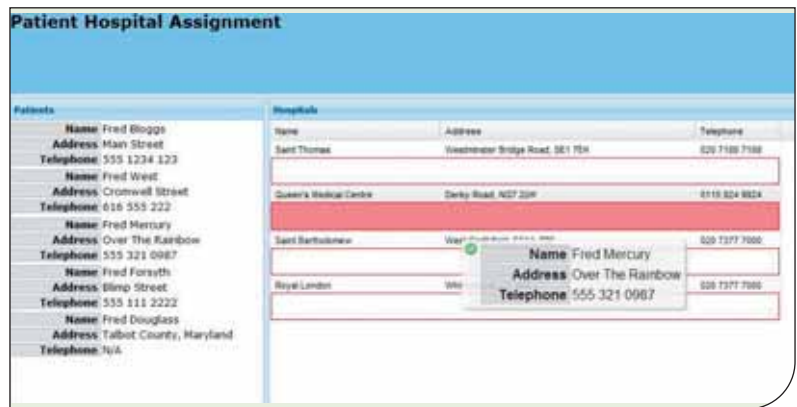 Patient Hospital Assignment
Patients
Name Fred Bloggs
Address Main Street
Telephone 555 1234 123
Name Fred West
Address Cromwell Street
Telephone 616 555 222
Name Fred Mercury
Address Over The Rainbow
Telephone 555 321 0987
Name Fred Forsyth
Address Blimp Street
Telephone 555 111 2222
Name Fred Douglass
Address Talbot County, Maryland
Telephone N/A
Hospitals
Name Address Telephone
Saint Thomas Westminster Bridge Road, SE1 7EH 020 7188 7188
Queen's Medical Centre Derby Road, NG7 2UH 0115 924 9924
Saint Bartholomew West 020 7377 7000
Royal London 020 7377 7000
Name Fred Mercury
Address Over The Rainbow
Telephone 555 321 0987